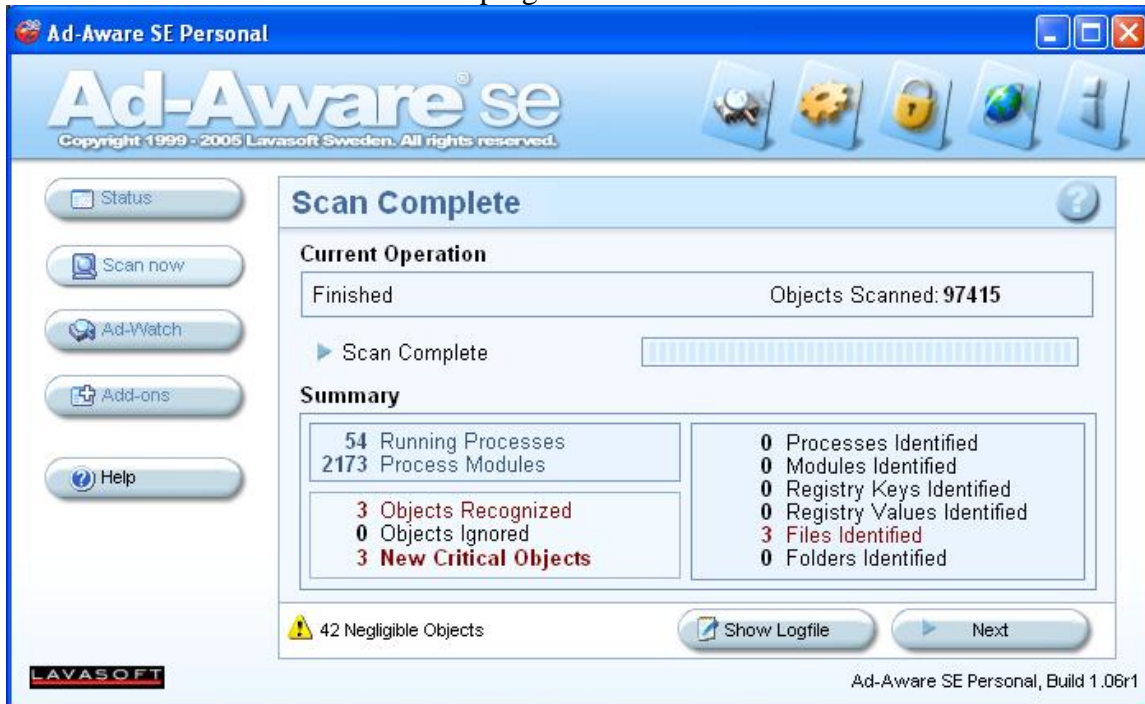 prog
Ad-Aware SE Personal
Ad-Aware® se
Copyright 1999 - 2005 Lavasoft Sweden. All rights reserved.
Status
Scan now
Ad-Watch
Add-ons
Help
Scan Complete
?
Current Operation
Finished Objects Scanned: 97415
Scan Complete
Summary
54 Running Processes
2173 Process Modules
3 Objects Recognized
0 Objects Ignored
3 New Critical Objects
0 Processes Identified
0 Modules Identified
0 Registry Keys Identified
0 Registry Values Identified
3 Files Identified
0 Folders Identified
42 Negligible Objects
Show Logfile
Next
LAVASOFT
Ad-Aware SE Personal, Build 1.06r1